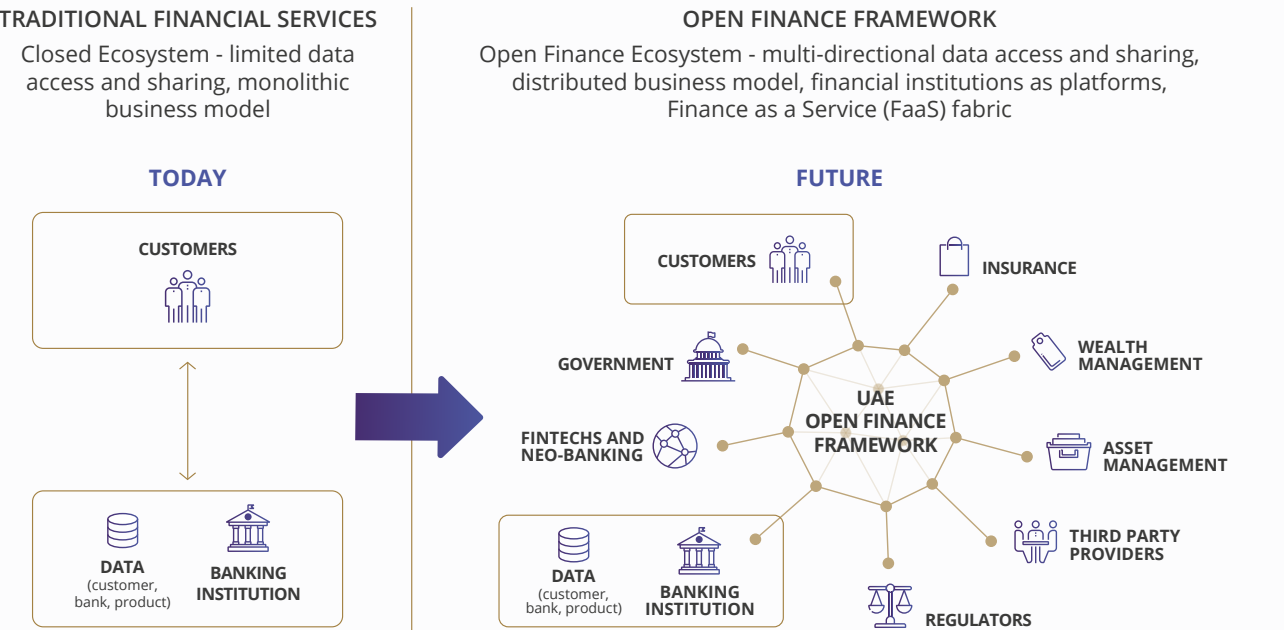 TRADITIONAL FINANCIAL SERVICES
Closed Ecosystem - limited data
access and sharing, monolithic
business model
TODAY
CUSTOMERS
DATA
(customer,
bank, product)
BANKING
INSTITUTION
OPEN FINANCE FRAMEWORK
Open Finance Ecosystem - multi-directional data access and sharing,
distributed business model, financial institutions as platforms,
Finance as a Service (FaaS) fabric
FUTURE
CUSTOMERS
INSURANCE
GOVERNMENT
WEALTH
MANAGEMENT
UAE
OPEN FINANCE
FRAMEWORK
FINTECHS AND
NEO-BANKING
ASSET
MANAGEMENT
DATA
(customer,
bank, product)
BANKING
INSTITUTION
THIRD PARTY
PROVIDERS
REGULATORS